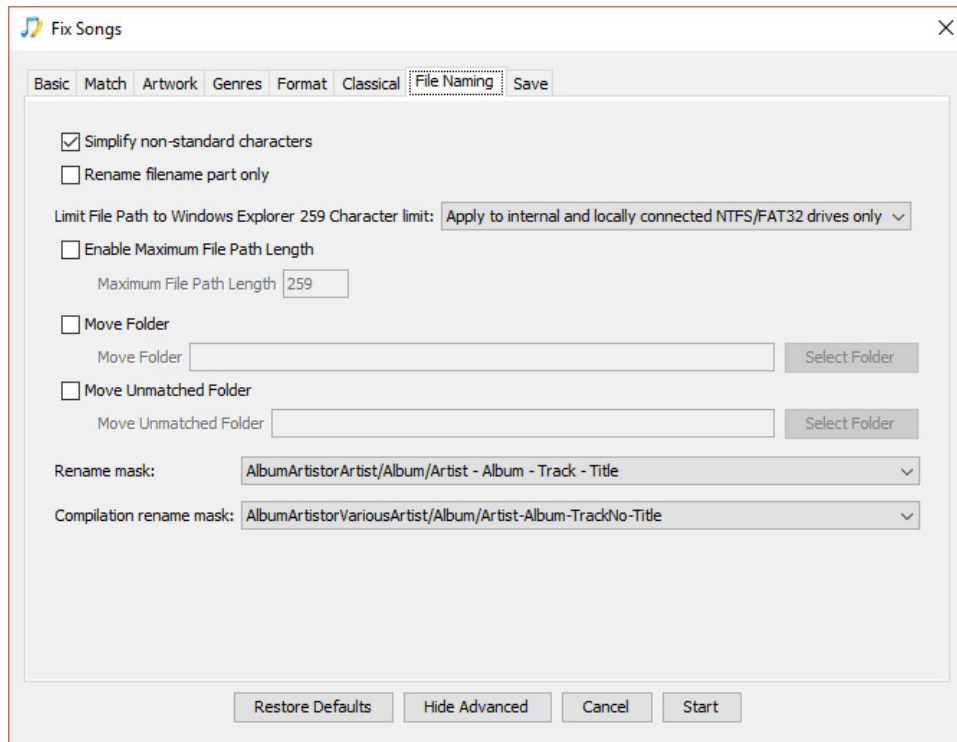 Fix Songs
Basic Match Artwork Genres Format Classical File Naming Save
Simplify non-standard characters
Rename filename part only
Limit File Path to Windows Explorer 259 Character limit: Apply to internal and locally connected NTFS/FAT32 drives only
Enable Maximum File Path Length
Maximum File Path Length 259
Move Folder
Move Folder Select Folder
Move Unmatched Folder
Move Unmatched Folder Select Folder
Rename mask: AlbumArtistorArtist/Album/Artist - Album - Track - Title
Compilation rename mask: AlbumArtistorVariousArtist/Album/Artist-Album-TrackNo-Title
Restore Defaults Hide Advanced Cancel Start